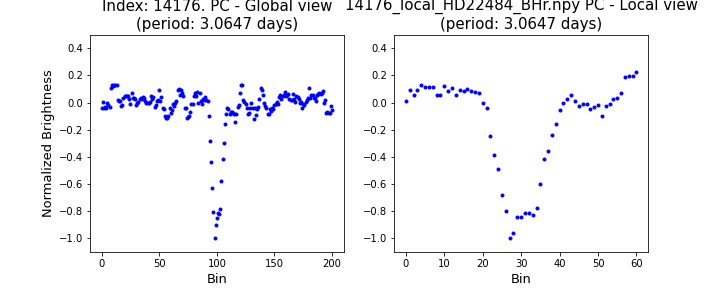 Index: 14176. PC - Global view
(period: 3.0647 days)
14176_local_HD22484_BHr.npy PC - Local view
(period: 3.0647 days)
Normalized Brightness
0.4
0.2
0.0
−0.2
−0.4
−0.6
−0.8
−1.0
0 50 100 150 200
Bin
0.4
0.2
0.0
−0.2
−0.4
−0.6
−0.8
−1.0
0 10 20 30 40 50 60
Bin